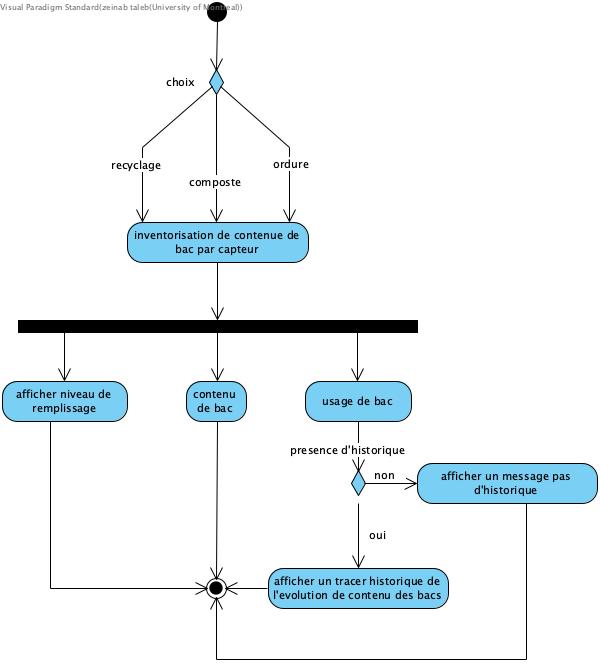 Visual Paradigm Standard(zeinab taleb(University of Montreal))
choix
recyclage
composte
ordure
inventorisation de contenue de
bac par capteur
afficher niveau de
remplissage
contenu
de bac
usage de bac
presence d'historique
non
afficher un message pas
d'historique
oui
afficher un tracer historique de
l'evolution de contenu des bacs